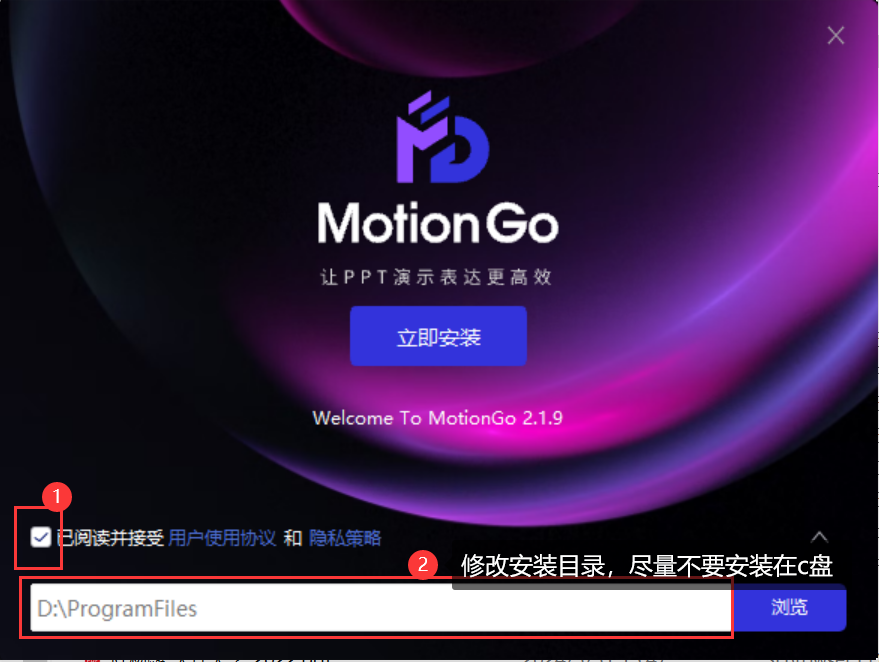 MotionGo
让PPT演示表达更高效
立即安装
Welcome To MotionGo 2.1.9
1
已阅读并接受 用户使用协议 和 隐私策略
2 修改安装目录，尽量不要安装在c盘
D:\ProgramFiles 浏览